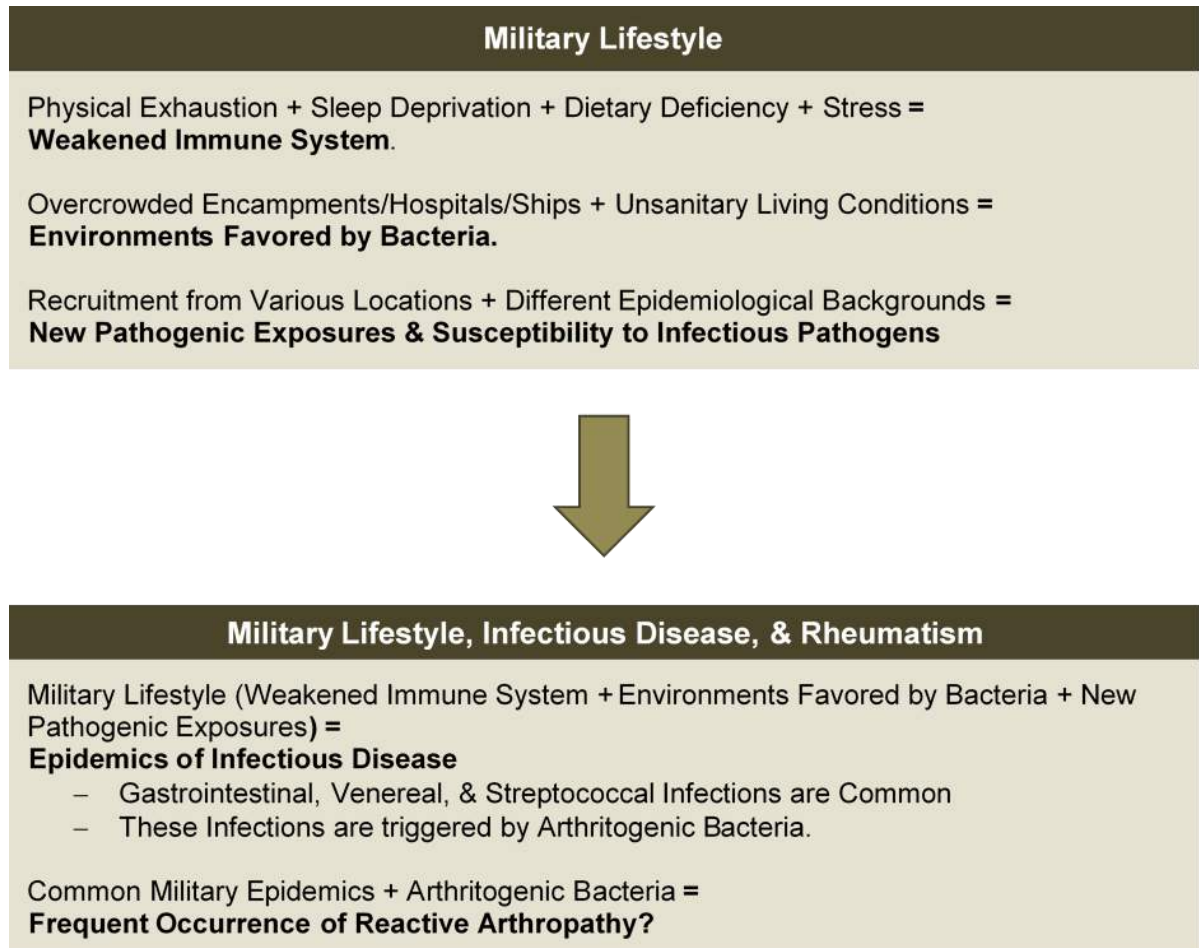 Military Lifestyle
Physical Exhaustion + Sleep Deprivation + Dietary Deficiency + Stress =
Weakened Immune System.
Overcrowded Encampments/Hospitals/Ships + Unsanitary Living Conditions =
Environments Favored by Bacteria.
Recruitment from Various Locations + Different Epidemiological Backgrounds =
New Pathogenic Exposures & Susceptibility to Infectious Pathogens
Military Lifestyle, Infectious Disease, & Rheumatism
Military Lifestyle (Weakened Immune System + Environments Favored by Bacteria + New
Pathogenic Exposures) =
Epidemics of Infectious Disease
– Gastrointestinal, Venereal, & Streptococcal Infections are Common
– These Infections are triggered by Arthritogenic Bacteria.
Common Military Epidemics + Arthritogenic Bacteria =
Frequent Occurrence of Reactive Arthropathy?